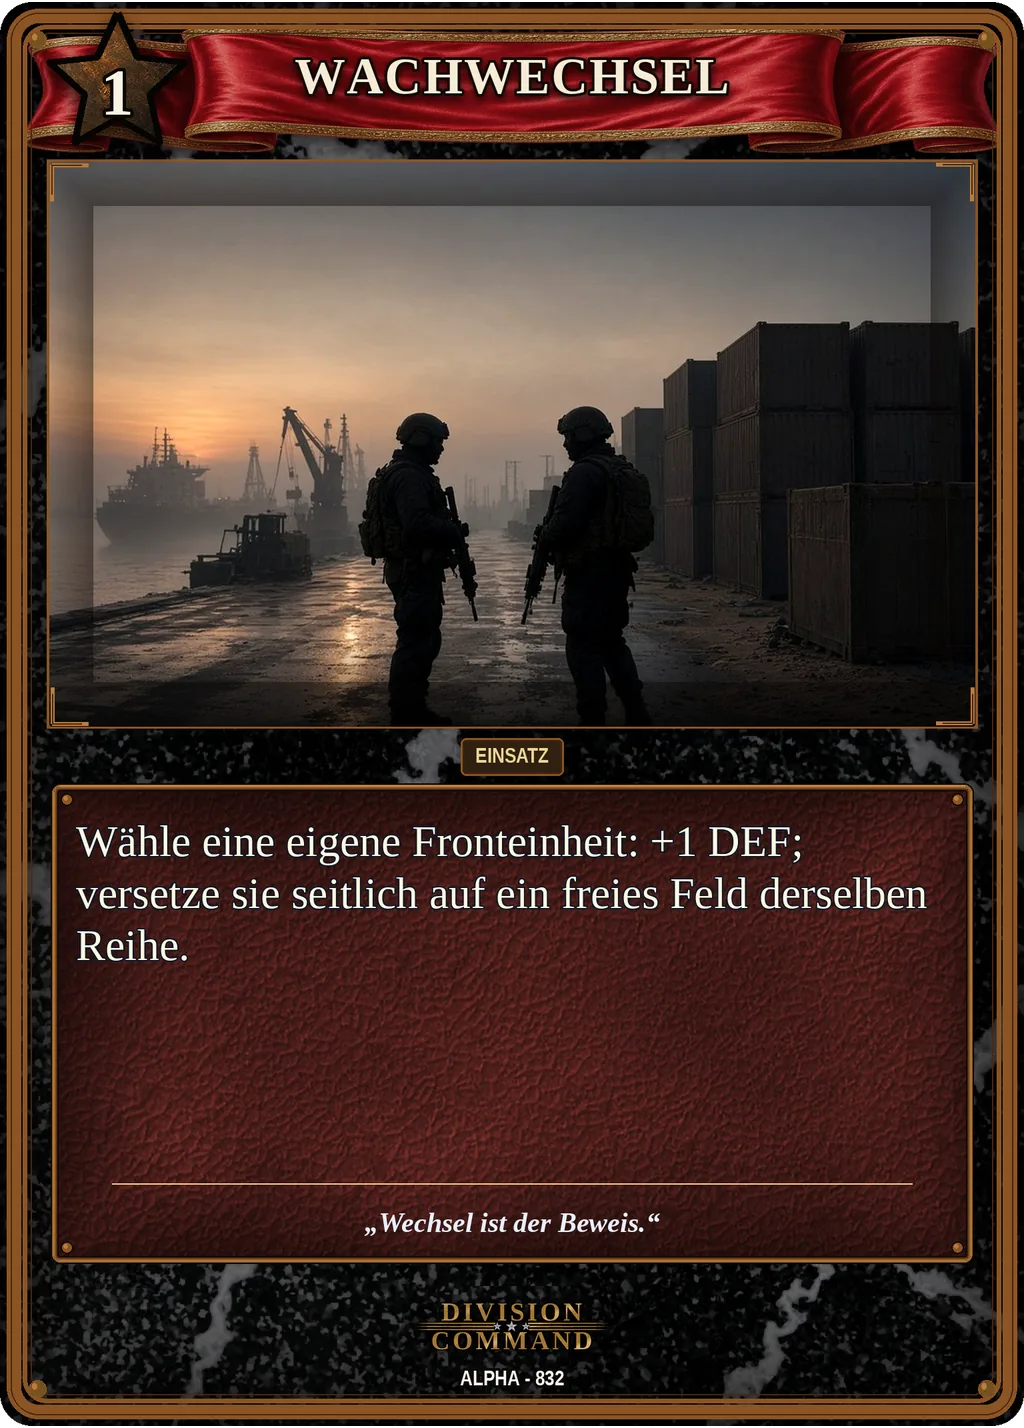 1
WACHWECHSEL
EINSATZ
Wähle eine eigene Fronteinheit: +1 DEF;
versetze sie seitlich auf ein freies Feld derselben
Reihe.
„Wechsel ist der Beweis.“
DIVISION
COMMAND
ALPHA - 832